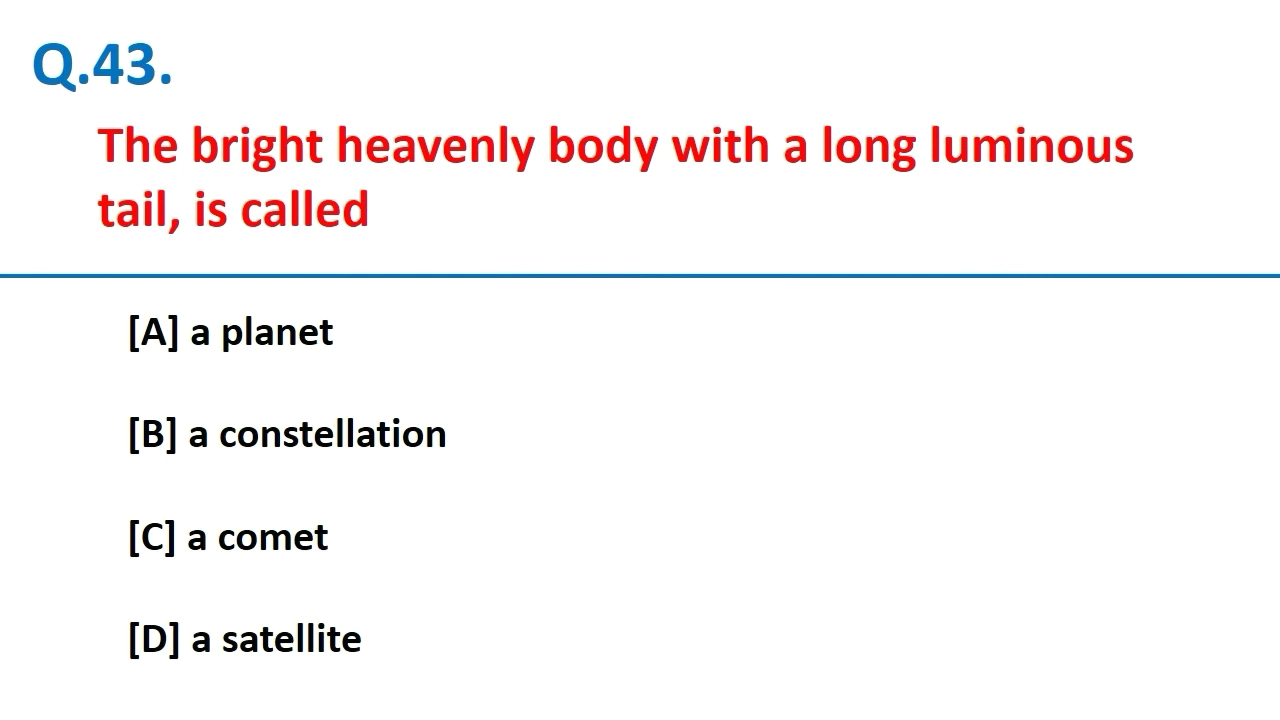 Q.43.
The bright heavenly body with a long luminous
tail, is called
[A] a planet
[B] a constellation
[C] a comet
[D] a satellite